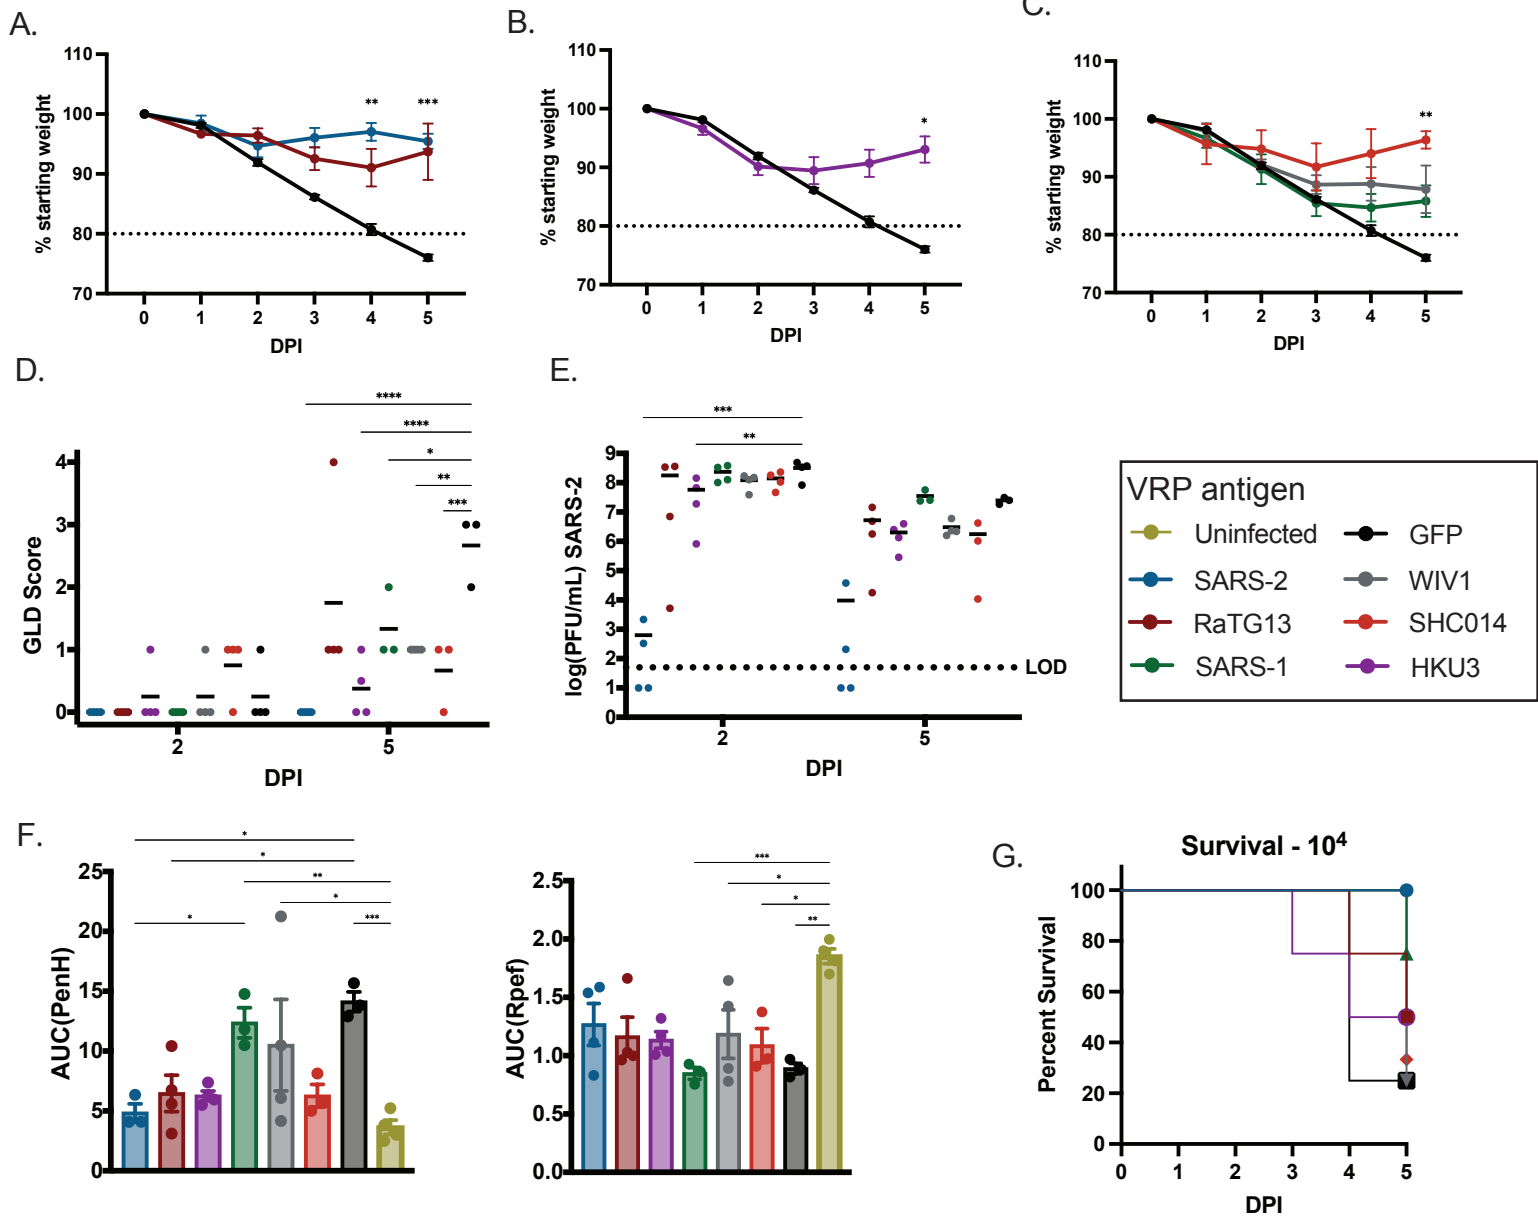 A.
110
100
90
80
70
% starting weight
** ***
0 1 2 3 4 5
DPI
B.
110
100
90
80
70
% starting weight
*
0 1 2 3 4 5
DPI
C.
110
100
90
80
70
% starting weight
**
0 1 2 3 4 5
DPI
D.
****
****
*
**
***
4
3
2
1
0
GLD Score
2 5
DPI
E.
***
**
9
8
7
6
5
4
3
2
1
0
log(PFU/mL) SARS-2
LOD
2 5
DPI
VRP antigen
Uninfected GFP
SARS-2 WIV1
RaTG13 SHC014
SARS-1 HKU3
F.
*
*
**
*
* ***
25
20
15
10
5
0
AUC(PenH)
***
*
*
**
2.5
2.0
1.5
1.0
0.5
0.0
AUC(Rpef)
G.
Survival - 10⁴
100
80
60
40
20
0
Percent Survival
0 1 2 3 4 5
DPI